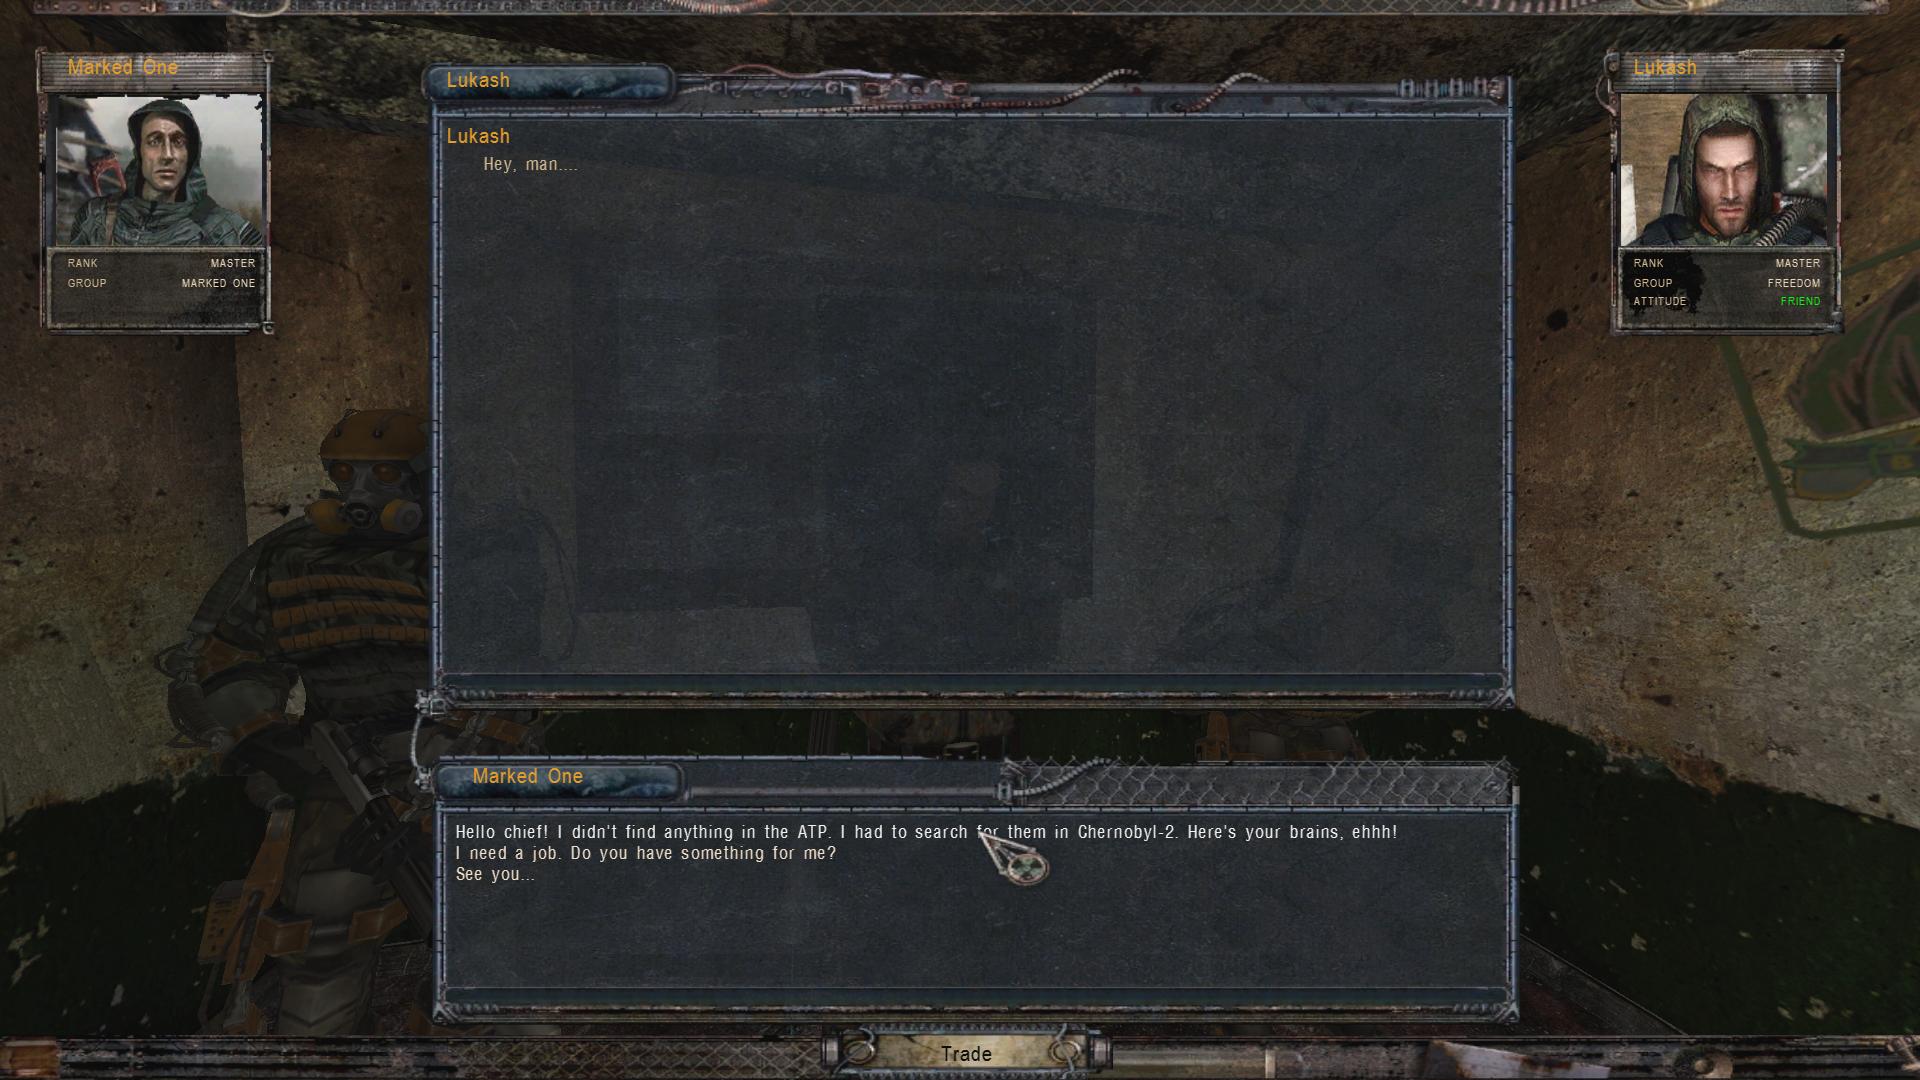 Marked One
RANK MASTER
GROUP MARKED ONE
Lukash
Lukash
Hey, man....
Lukash
RANK MASTER
GROUP FREEDOM
ATTITUDE FRIEND
Marked One
Hello chief! I didn't find anything in the ATP. I had to search for them in Chernobyl-2. Here's your brains, ehhh!
I need a job. Do you have something for me?
See you...
Trade